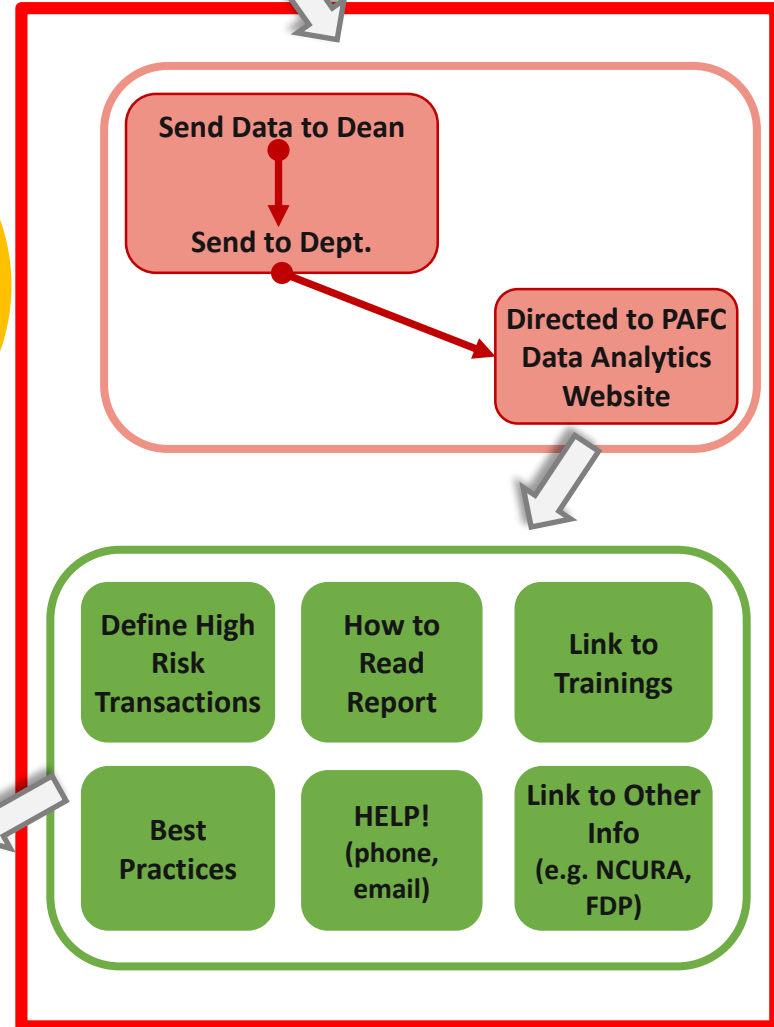 Send Data to Dean
Send to Dept.
Directed to PAFC
Data Analytics
Website
Define High
Risk
Transactions
How to
Read
Report
Link to
Trainings
Best
Practices
HELP!
(phone,
email)
Link to Other
Info
(e.g. NCURA,
FDP)